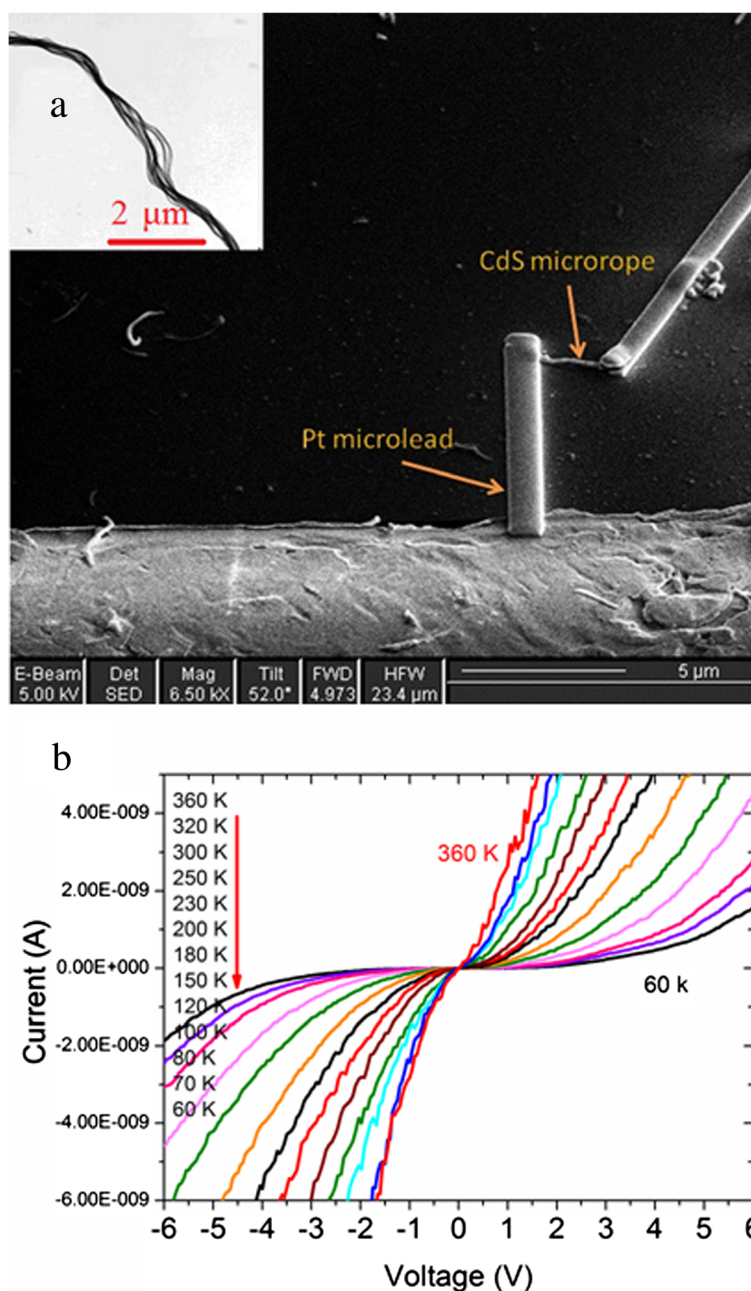 a
2 µm
CdS microrope
Pt microlead
E-Beam Det Mag Tilt FWD HFW 5 µm
5.00 kV SED 6.50 kX 52.0° 4.973 23.4 µm
b
360 K
320 K
300 K
250 K
230 K
200 K
180 K
150 K
120 K
100 K
80 K
70 K
60 K
360 K
60 k
4.00E-009
2.00E-009
0.00E+000
-2.00E-009
-4.00E-009
-6.00E-009
Current (A)
-6 -5 -4 -3 -2 -1 0 1 2 3 4 5 6
Voltage (V)